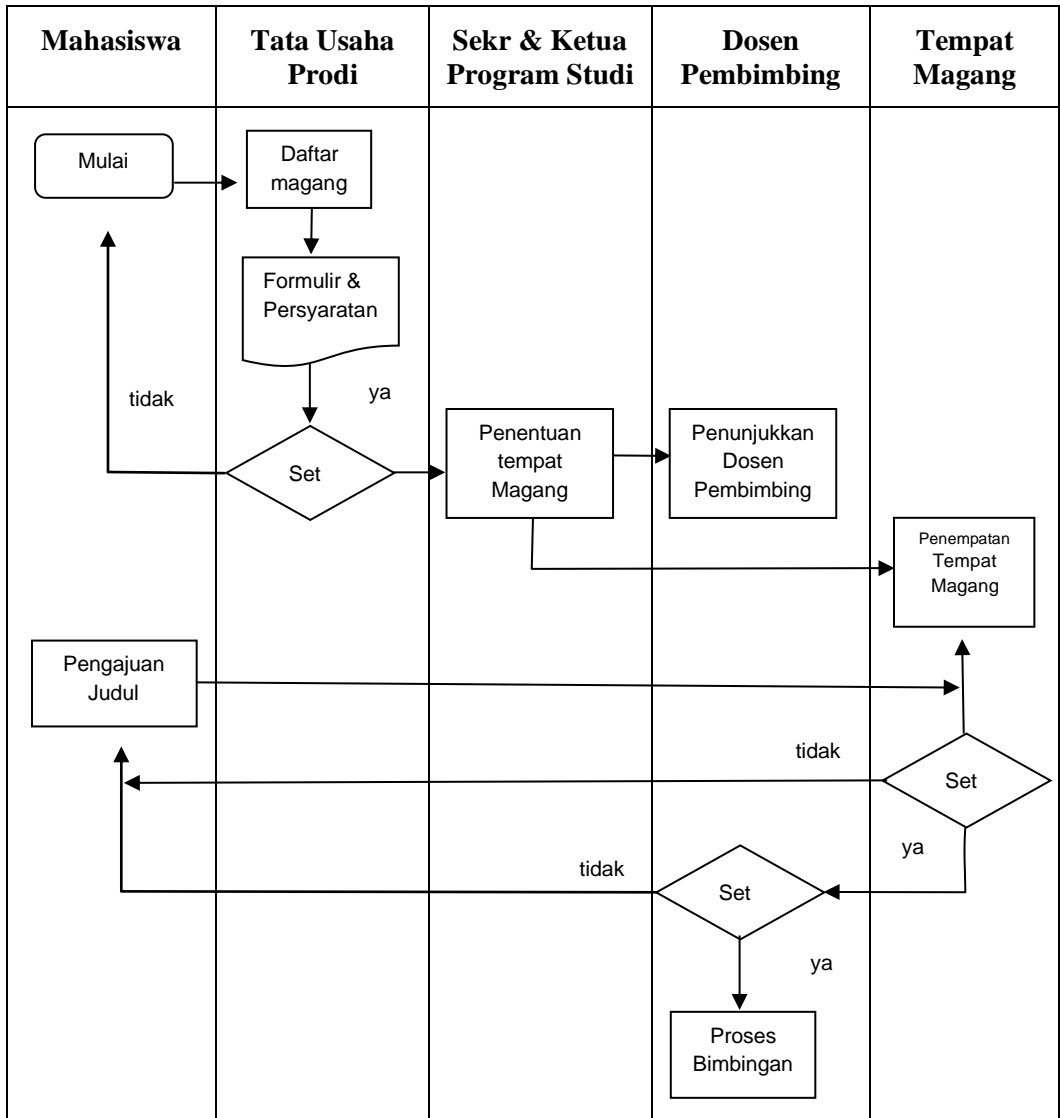 Mahasiswa
Tata Usaha
Prodi
Sekr & Ketua
Program Studi
Dosen
Pembimbing
Tempat
Magang
Mulai
Daftar
magang
Formulir &
Persyaratan
tidak
ya
Set
Penentuan
tempat
Magang
Penunjukkan
Dosen
Pembimbing
Penempatan
Tempat
Magang
Pengajuan
Judul
tidak
Set
ya
tidak
Set
ya
Proses
Bimbingan